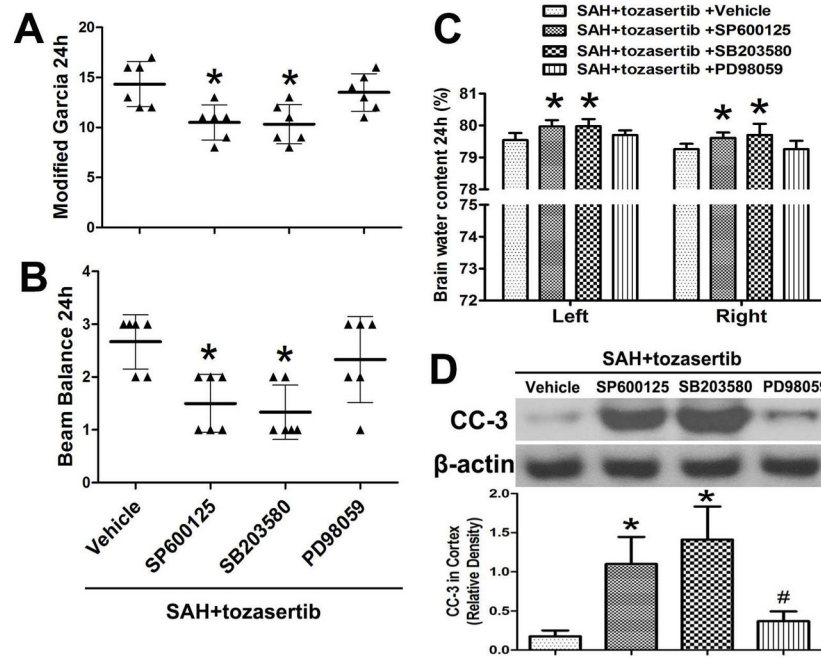 A
Modified Garcia 24h
20
15
10
5
0
*
*
B
Beam Balance 24h
4
3
2
1
0
*
*
Vehicle
SP600125
SB203580
PD98059
SAH+tozasertib
C
SAH+tozasertib +Vehicle
SAH+tozasertib +SP600125
SAH+tozasertib +SB203580
SAH+tozasertib +PD98059
Brain water content 24h (%)
81
80
79
78
75
74
73
72
*
*
*
*
Left
Right
D
SAH+tozasertib
Vehicle SP600125 SB203580 PD98059
CC-3
β-actin
CC-3 in Cortex
(Relative Density)
2.0
1.5
1.0
0.5
0.0
*
*
#